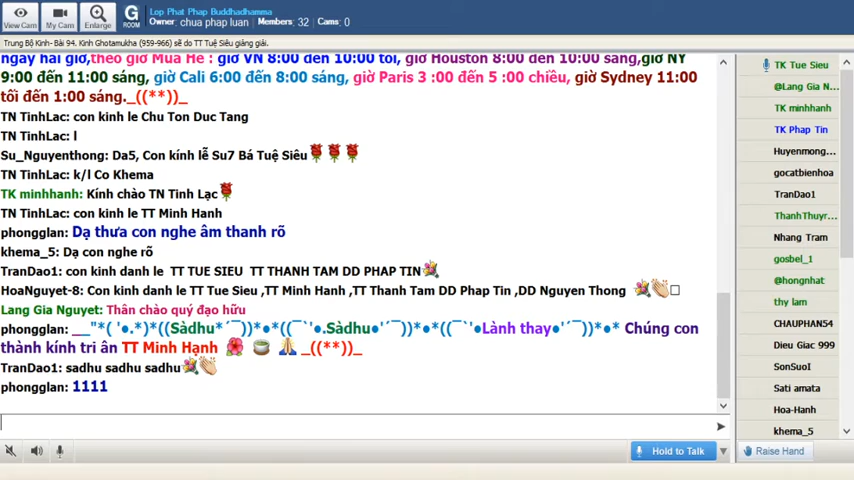 Lop Phat Phap Buddhadhamma
Owner: chua phap luan Members: 32 Cams: 0
View Cam My Cam Enlarge G ROOM
Trung Bộ Kinh- Bài 94. Kinh Ghotamukha (959-966) sẽ do TT Tuệ Siêu giảng giải.
ngày hai giờ,theo giờ Mùa Hè : giờ VN 8:00 đến 10:00 tối, giờ Houston 8:00 đến 10:00 sáng,giờ NY
9:00 đến 11:00 sáng, giờ Cali 6:00 đến 8:00 sáng, giờ Paris 3 :00 đến 5 :00 chiều, giờ Sydney 11:00
tối đến 1:00 sáng._((**))_
TN TinhLac: con kinh le Chu Ton Duc Tang
TN TinhLac: l
Su_Nguyenthong: Da5, Con kính lễ Su7 Bá Tuệ Siêu
TN TinhLac: k/l Co Khema
TK minhhanh: Kính chào TN Tinh Lạc
TN TinhLac: con kinh le TT Minh Hanh
phongglan: Dạ thưa con nghe âm thanh rõ
khema_5: Dạ con nghe rõ
TranDao1: con kinh danh le TT TUE SIEU TT THANH TAM DD PHAP TIN
HoaNguyet-8: Con kinh danh le TT Tue Sieu ,TT Minh Hanh ,TT Thanh Tam DD Phap Tin ,DD Nguyen Thong
Lang Gia Nguyet: Thân chào quý đạo hữu
phongglan: __"*( '●.*)*((Sàdhu*´¯))*●*((¯`'●.Sàdhu●'´¯))*●*((¯`'●Lành thay●'´¯))*●* Chúng con
thành kính tri ân TT Minh Hạnh _((**))_
TranDao1: sadhu sadhu sadhu
phongglan: 1111
Hold to Talk
TK Tue Sieu
@Lang Gia N...
TK minhhanh
TK Phap Tin
Huyenmong...
gocatbienhoa
TranDao1
ThanhThuyr...
Nhang Tram
gosbel_1
@hongnhat
thy lam
CHAUPHAN54
Dieu Giac 999
SonSuoI
Sati amata
Hoa-Hanh
khema_5
Raise Hand